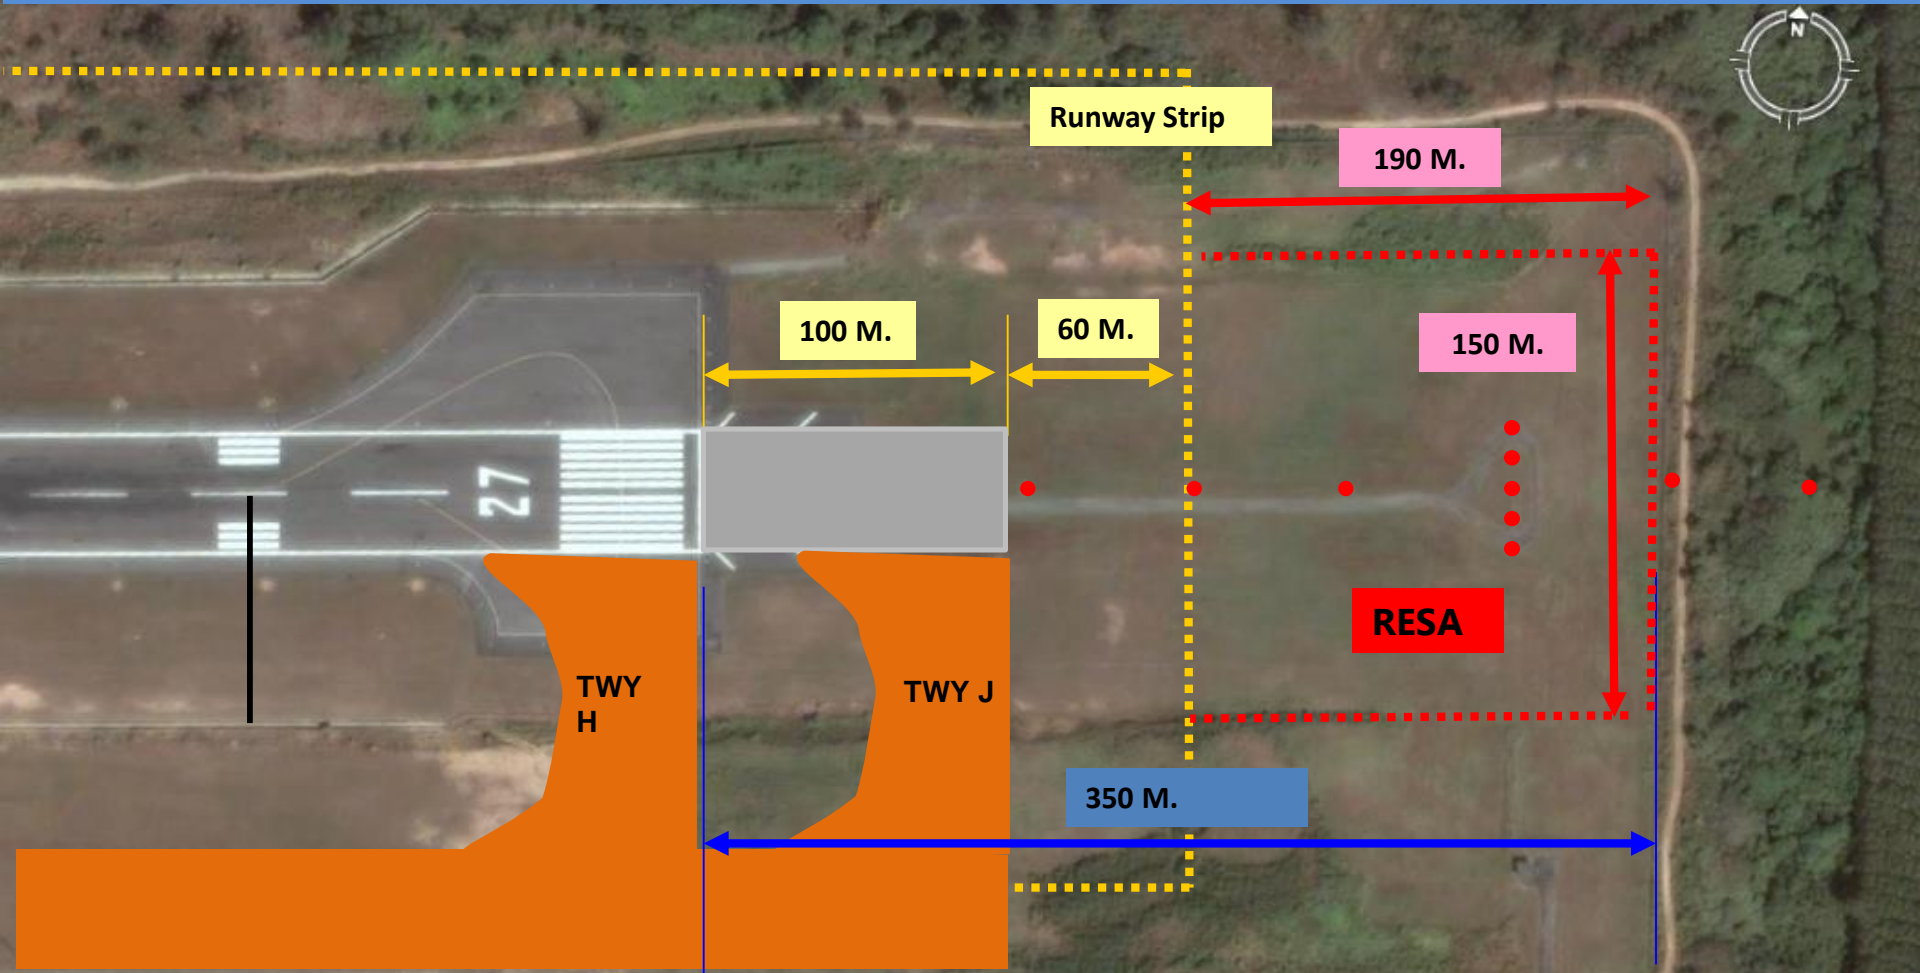 N
Runway Strip
190 M.
100 M.
60 M.
150 M.
27
RESA
TWY
H
TWY J
350 M.